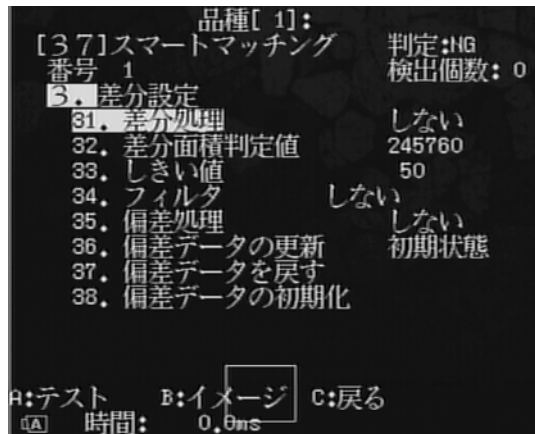 品種[ 1]:
[37]スマートマッチング 判定:NG
番号 1 検出個数: 0
3. 差分設定
31. 差分処理 しない
32. 差分面積判定値 245760
33. しきい値 50
34. フィルタ しない
35. 偏差処理 しない
36. 偏差データの更新 初期状態
37. 偏差データを戻す
38. 偏差データの初期化
A:テスト B:イメージ C:戻る
A 時間: 0.0ms